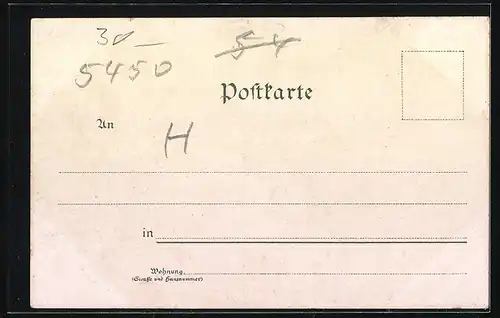 30 –
54
5450
Postkarte
An
H
in
Wohnung
(Straße und Hausnummer)